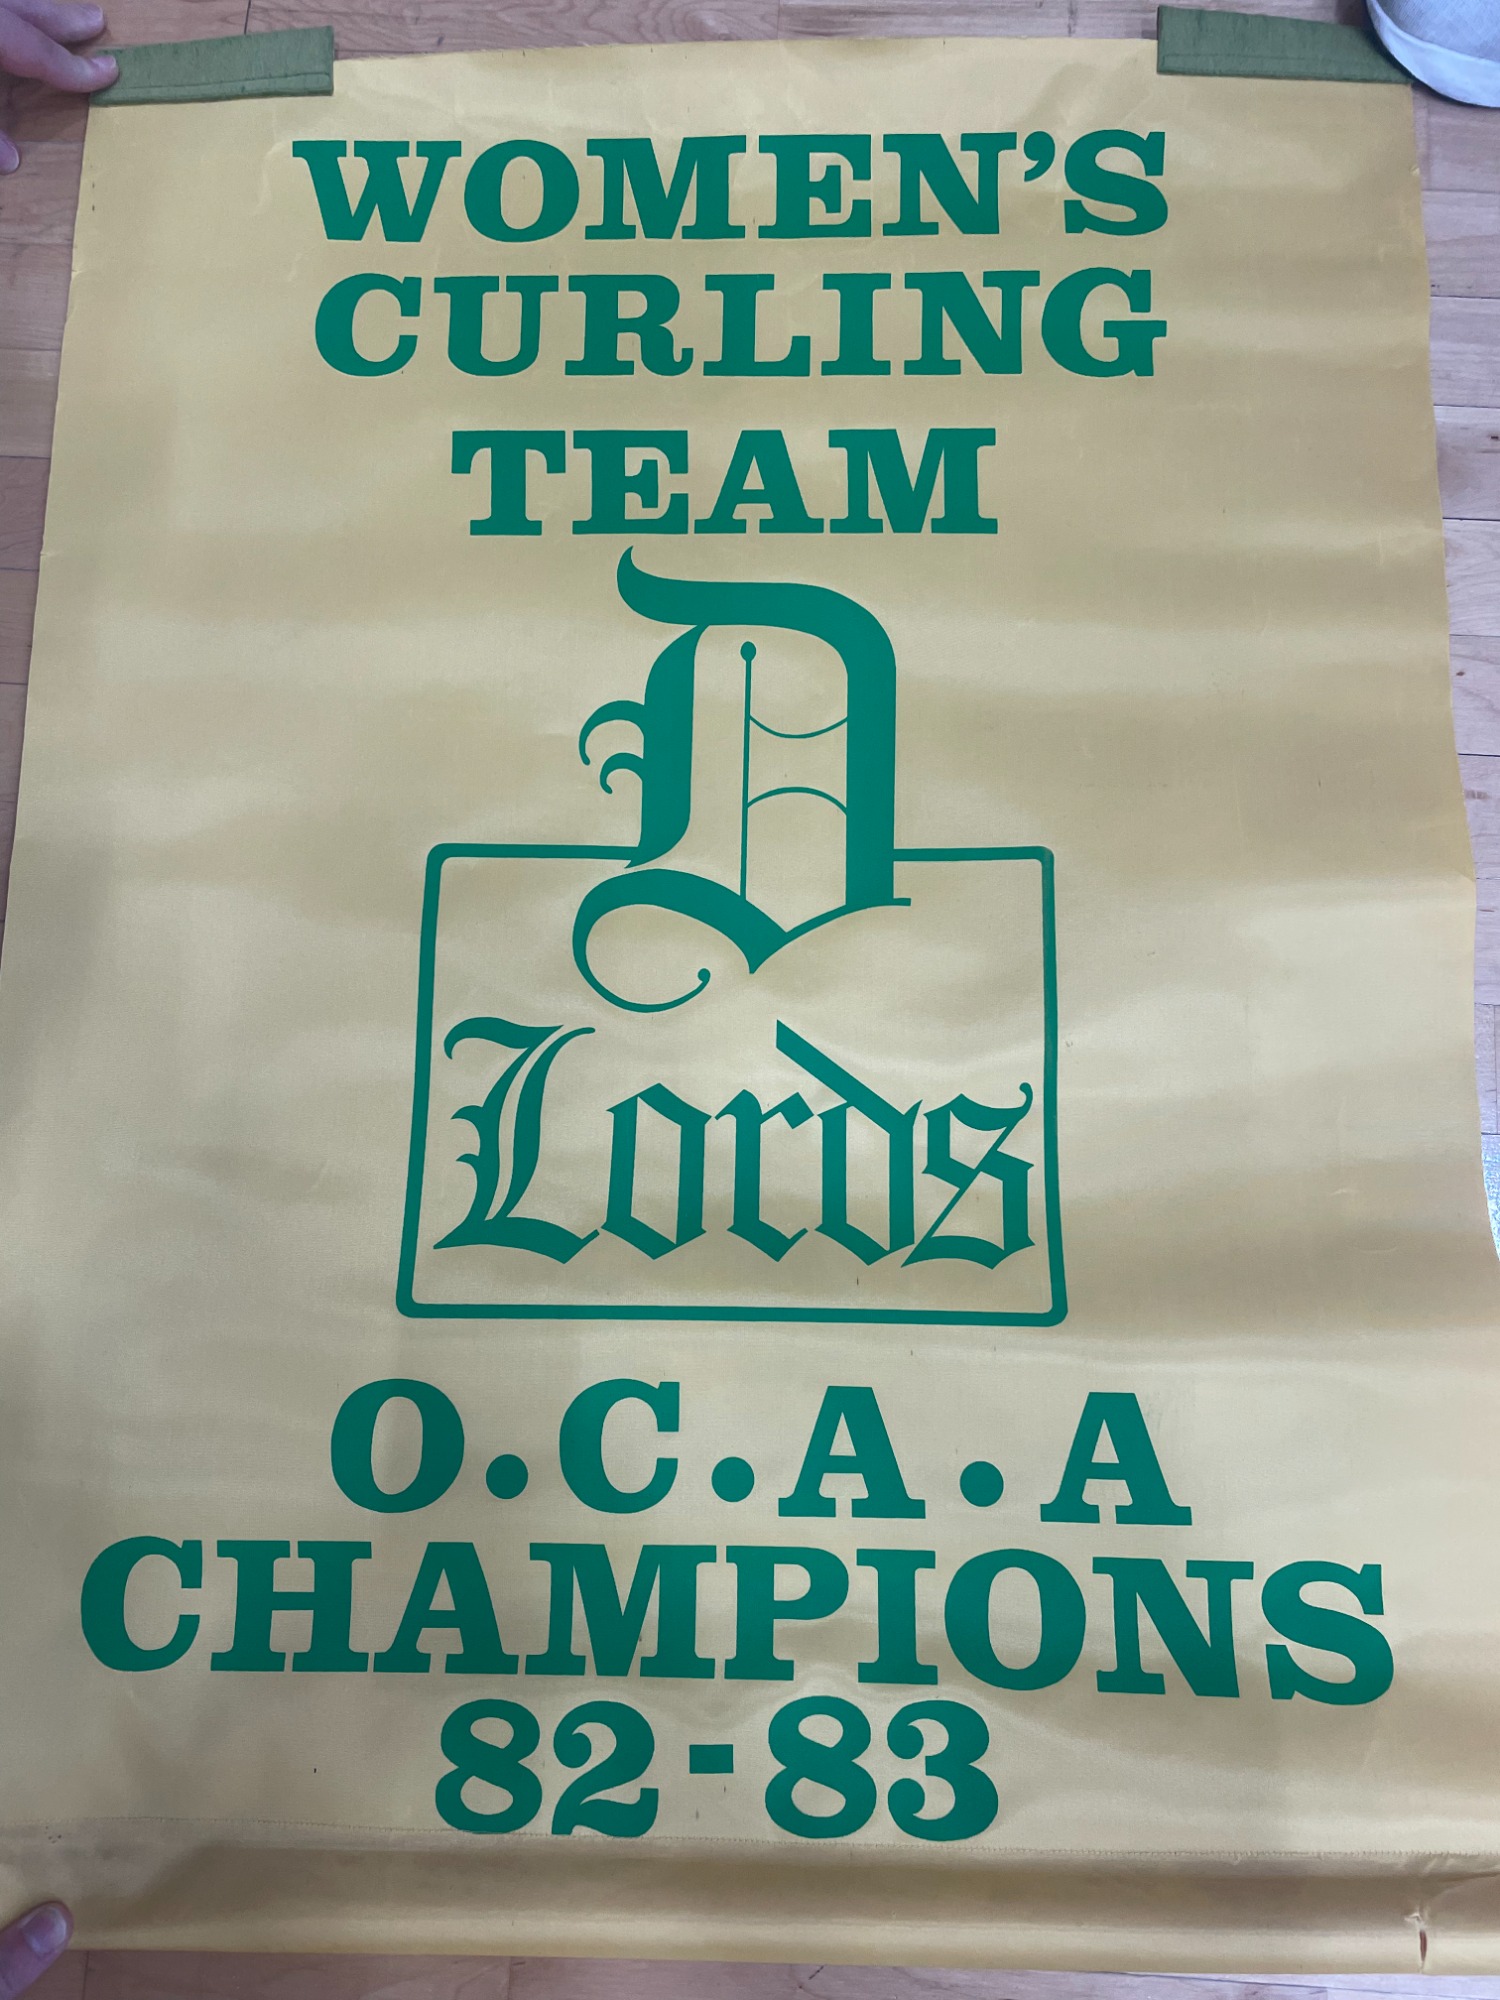 WOMEN'S
CURLING
TEAM
D
Lords
O.C.A.A
CHAMPIONS
82-83